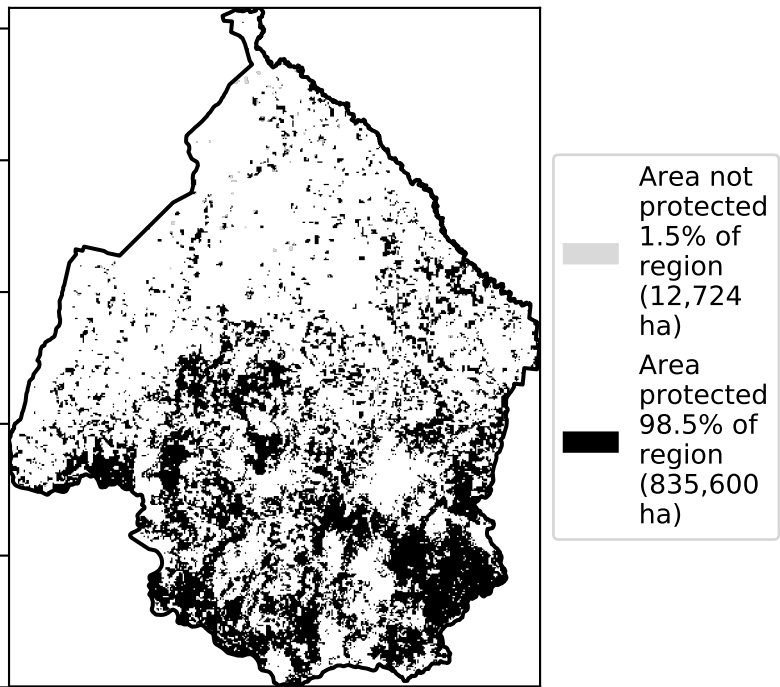 Area not
protected
1.5% of
region
(12,724
ha)
Area
protected
98.5% of
region
(835,600
ha)